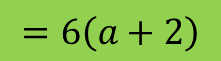 = 6(a + 2)